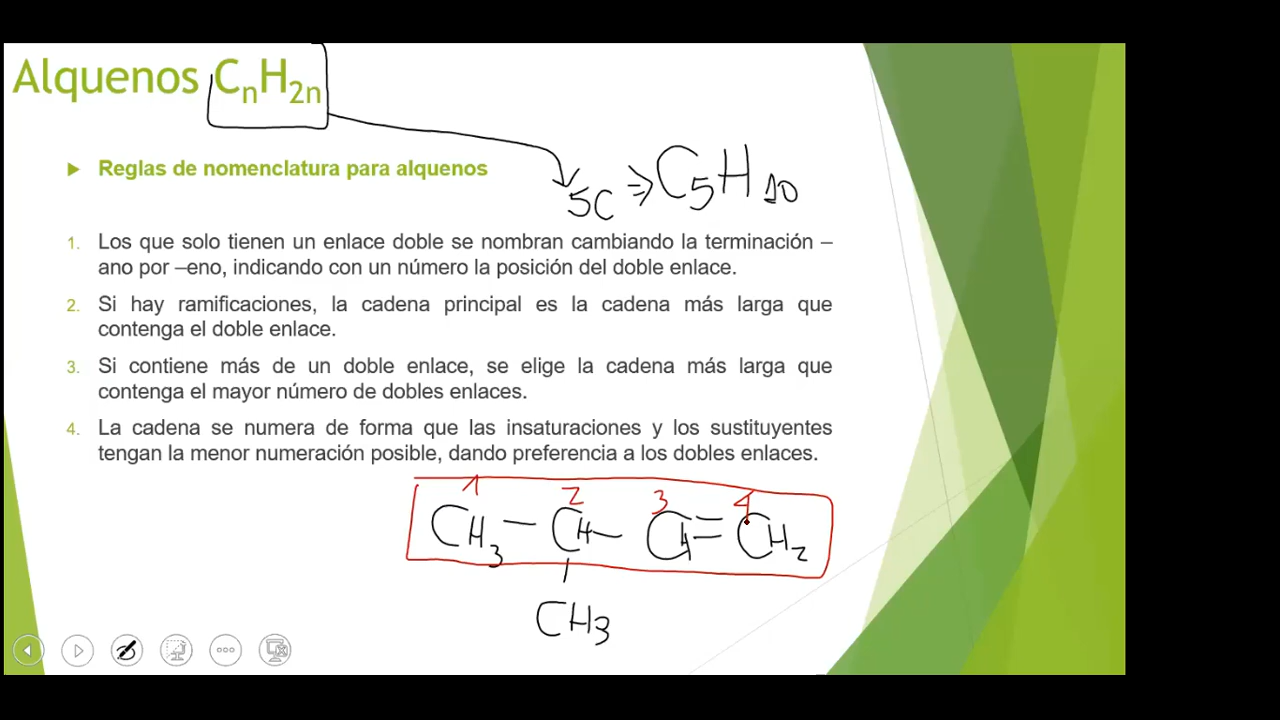 Alquenos CnH2n
Reglas de nomenclatura para alquenos
5C ⇒ C5H10
1. Los que solo tienen un enlace doble se nombran cambiando la terminación –
ano por –eno, indicando con un número la posición del doble enlace.
2. Si hay ramificaciones, la cadena principal es la cadena más larga que
contenga el doble enlace.
3. Si contiene más de un doble enlace, se elige la cadena más larga que
contenga el mayor número de dobles enlaces.
4. La cadena se numera de forma que las insaturaciones y los sustituyentes
tengan la menor numeración posible, dando preferencia a los dobles enlaces.
1 2 3 4
CH3 — CH — CH = CH2
CH3